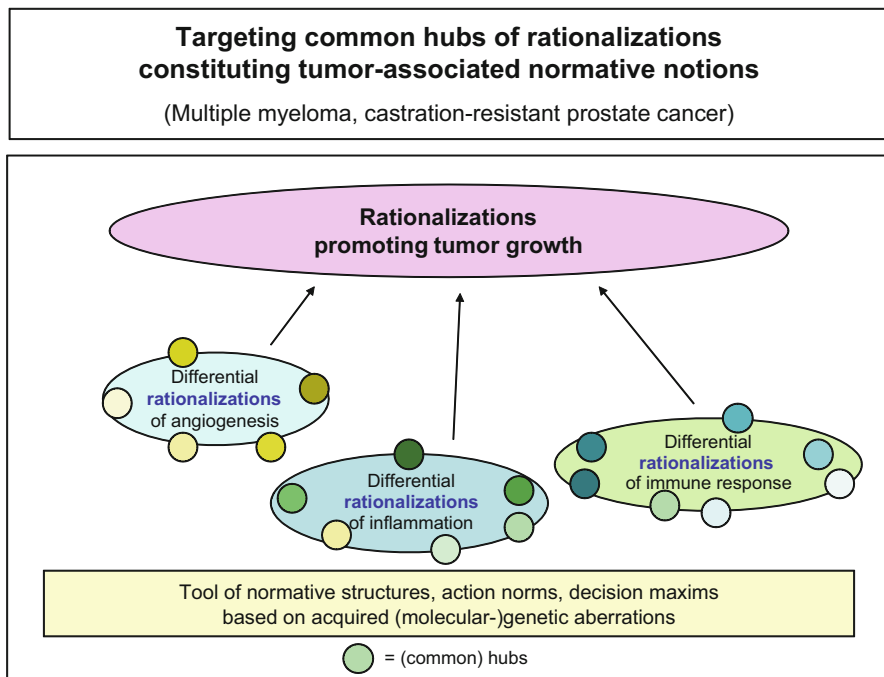 Targeting common hubs of rationalizations
constituting tumor-associated normative notions
(Multiple myeloma, castration-resistant prostate cancer)
Rationalizations
promoting tumor growth
Differential
rationalizations
of angiogenesis
Differential
rationalizations
of inflammation
Differential
rationalizations
of immune response
Tool of normative structures, action norms, decision maxims
based on acquired (molecular-)genetic aberrations
= (common) hubs